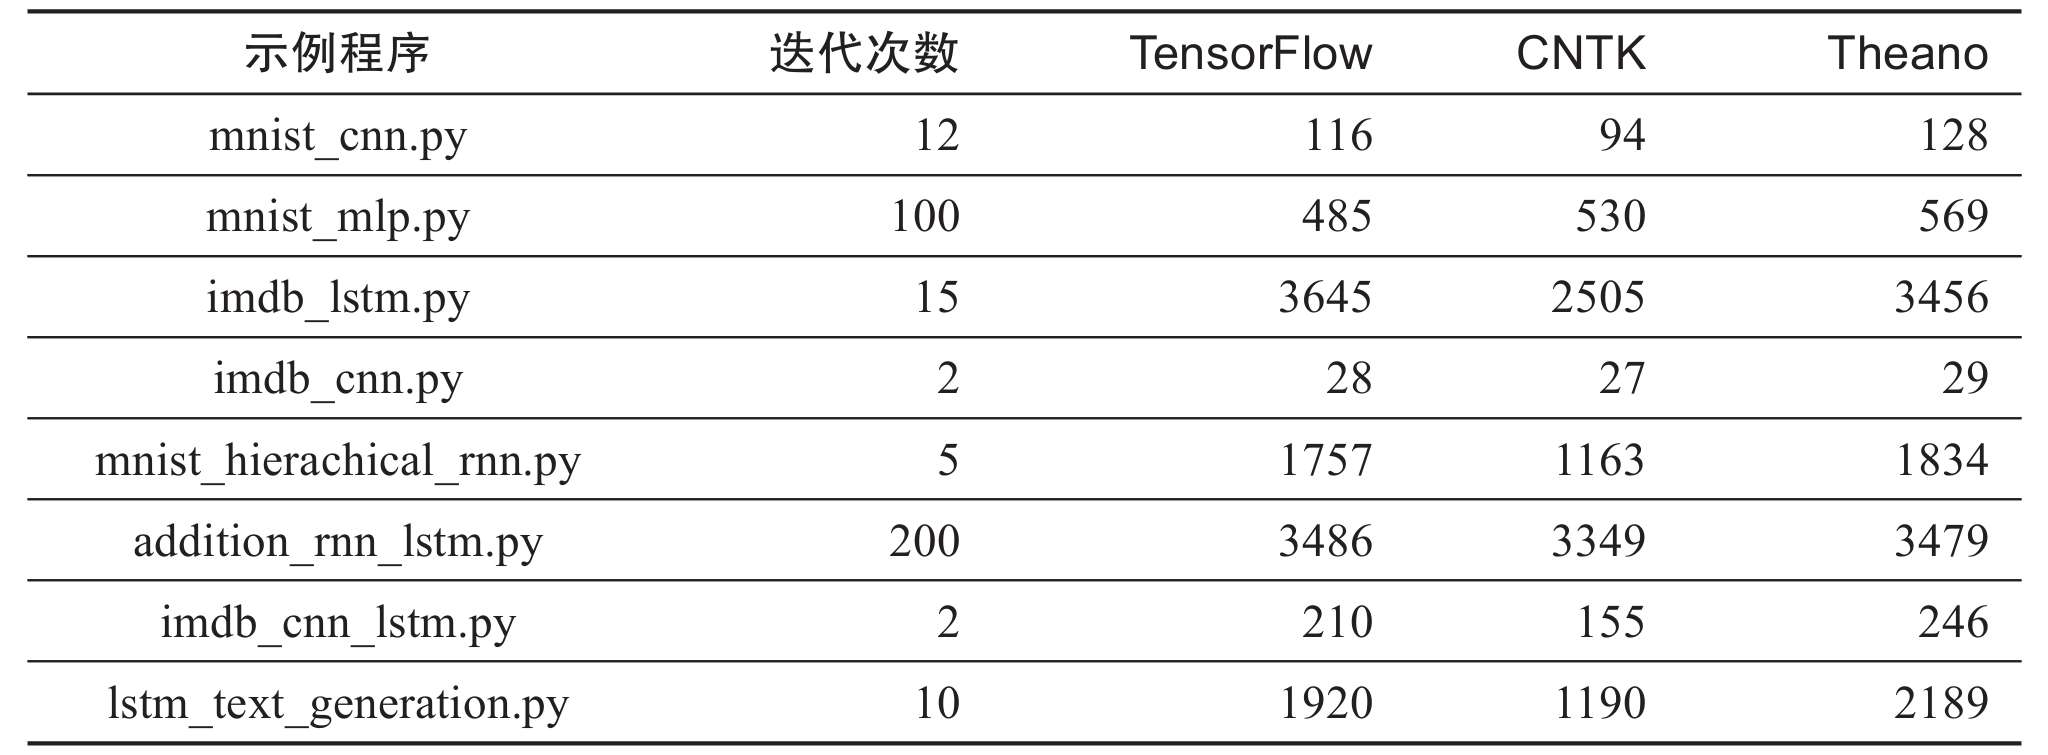 示例程序 迭代次数 TensorFlow CNTK Theano
mnist_cnn.py 12 116 94 128
mnist_mlp.py 100 485 530 569
imdb_lstm.py 15 3645 2505 3456
imdb_cnn.py 2 28 27 29
mnist_hierachical_rnn.py 5 1757 1163 1834
addition_rnn_lstm.py 200 3486 3349 3479
imdb_cnn_lstm.py 2 210 155 246
lstm_text_generation.py 10 1920 1190 2189